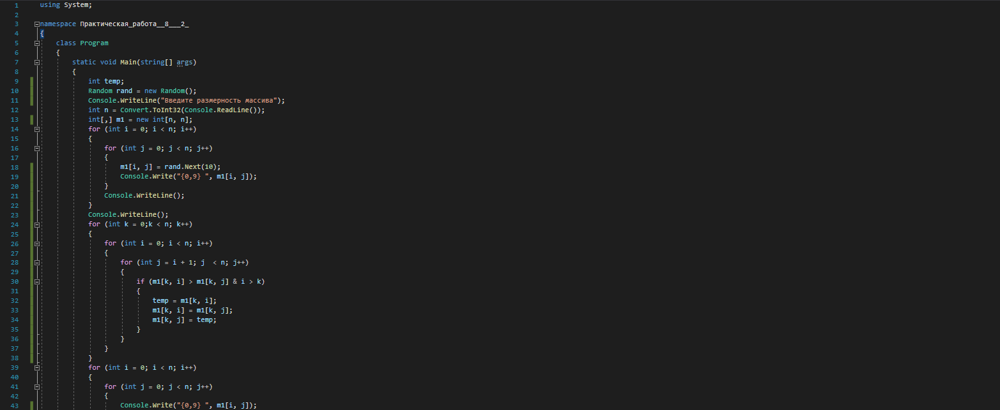 1 using System;
2
3 namespace Практическая_работа__8___2_
4 {
5 class Program
6 {
7 static void Main(string[] args)
8 {
9 int temp;
10 Random rand = new Random();
11 Console.WriteLine("Введите размерность массива");
12 int n = Convert.ToInt32(Console.ReadLine());
13 int[,] m1 = new int[n, n];
14 for (int i = 0; i < n; i++)
15 {
16 for (int j = 0; j < n; j++)
17 {
18 m1[i, j] = rand.Next(10);
19 Console.Write("{0,9} ", m1[i, j]);
20 }
21 Console.WriteLine();
22 }
23 Console.WriteLine();
24 for (int k = 0;k < n; k++)
25 {
26 for (int i = 0; i < n; i++)
27 {
28 for (int j = i + 1; j  < n; j++)
29 {
30 if (m1[k, i] > m1[k, j] & i > k)
31 {
32 temp = m1[k, i];
33 m1[k, i] = m1[k, j];
34 m1[k, j] = temp;
35 }
36 }
37 }
38 }
39 for (int i = 0; i < n; i++)
40 {
41 for (int j = 0; j < n; j++)
42 {
43 Console.Write("{0,9} ", m1[i, j]);